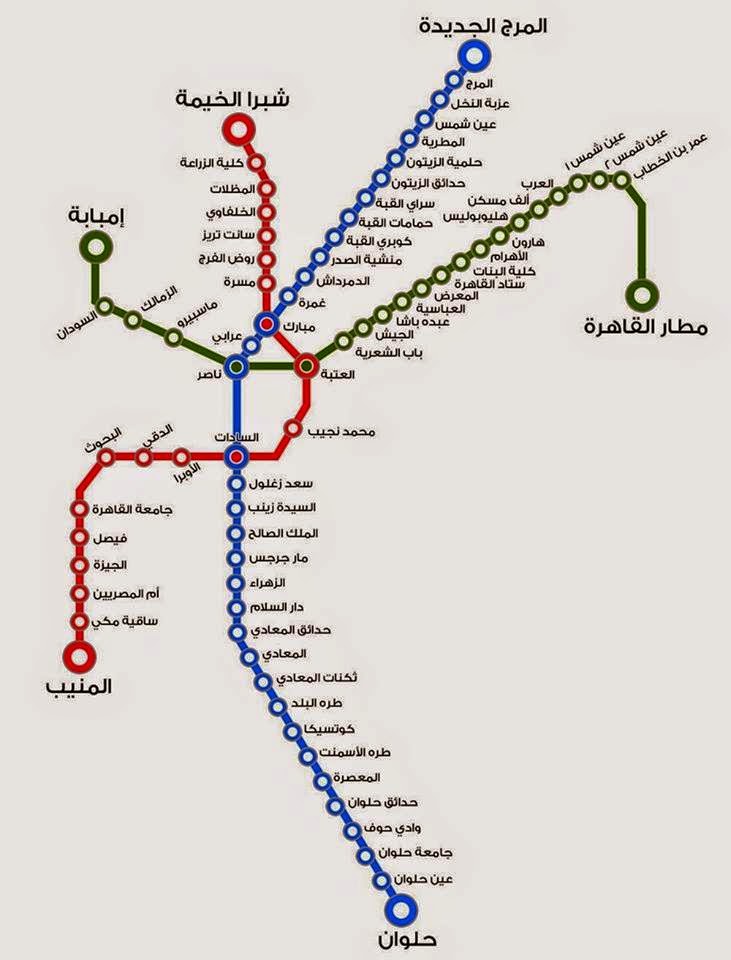 المرج الجديدة
المرج
عزبة النخل
عين شمس
المطرية
حلمية الزيتون
حدائق الزيتون
سراي القبة
حمامات القبة
كوبري القبة
منشية الصدر
الدمرداش
غمرة
مبارك
عرابي
ناصر
السادات
سعد زغلول
السيدة زينب
الملك الصالح
مار جرجس
الزهراء
دار السلام
حدائق المعادي
المعادي
ثكنات المعادي
طره البلد
كوتسيكا
طره الأسمنت
المعصرة
حدائق حلوان
وادي حوف
جامعة حلوان
عين حلوان
حلوان
شبرا الخيمة
كلية الزراعة
المظلات
الخلفاوي
سانت تريز
روض الفرج
مسرة
العتبة
محمد نجيب
الأوبرا
الدقي
البحوث
جامعة القاهرة
فيصل
الجيزة
أم المصريين
ساقية مكي
المنيب
إمبابة
السودان
الزمالك
ماسبيرو
باب الشعرية
الجيش
عبده باشا
العباسية
المعرض
ستاد القاهرة
كلية البنات
الأهرام
هارون
هليوبوليس
ألف مسكن
العرب
عين شمس ١
عين شمس ٢
عمر بن الخطاب
مطار القاهرة